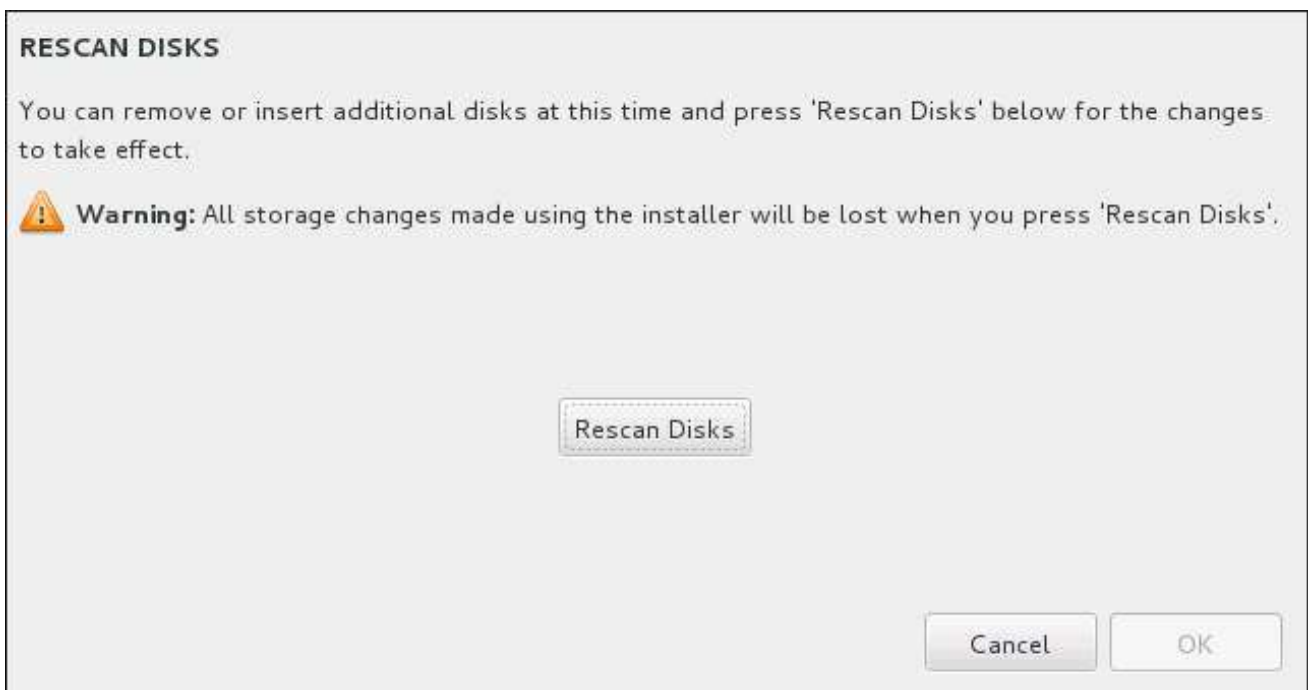 RESCAN DISKS
You can remove or insert additional disks at this time and press 'Rescan Disks' below for the changes
to take effect.
Warning: All storage changes made using the installer will be lost when you press 'Rescan Disks'.
Rescan Disks
Cancel
OK